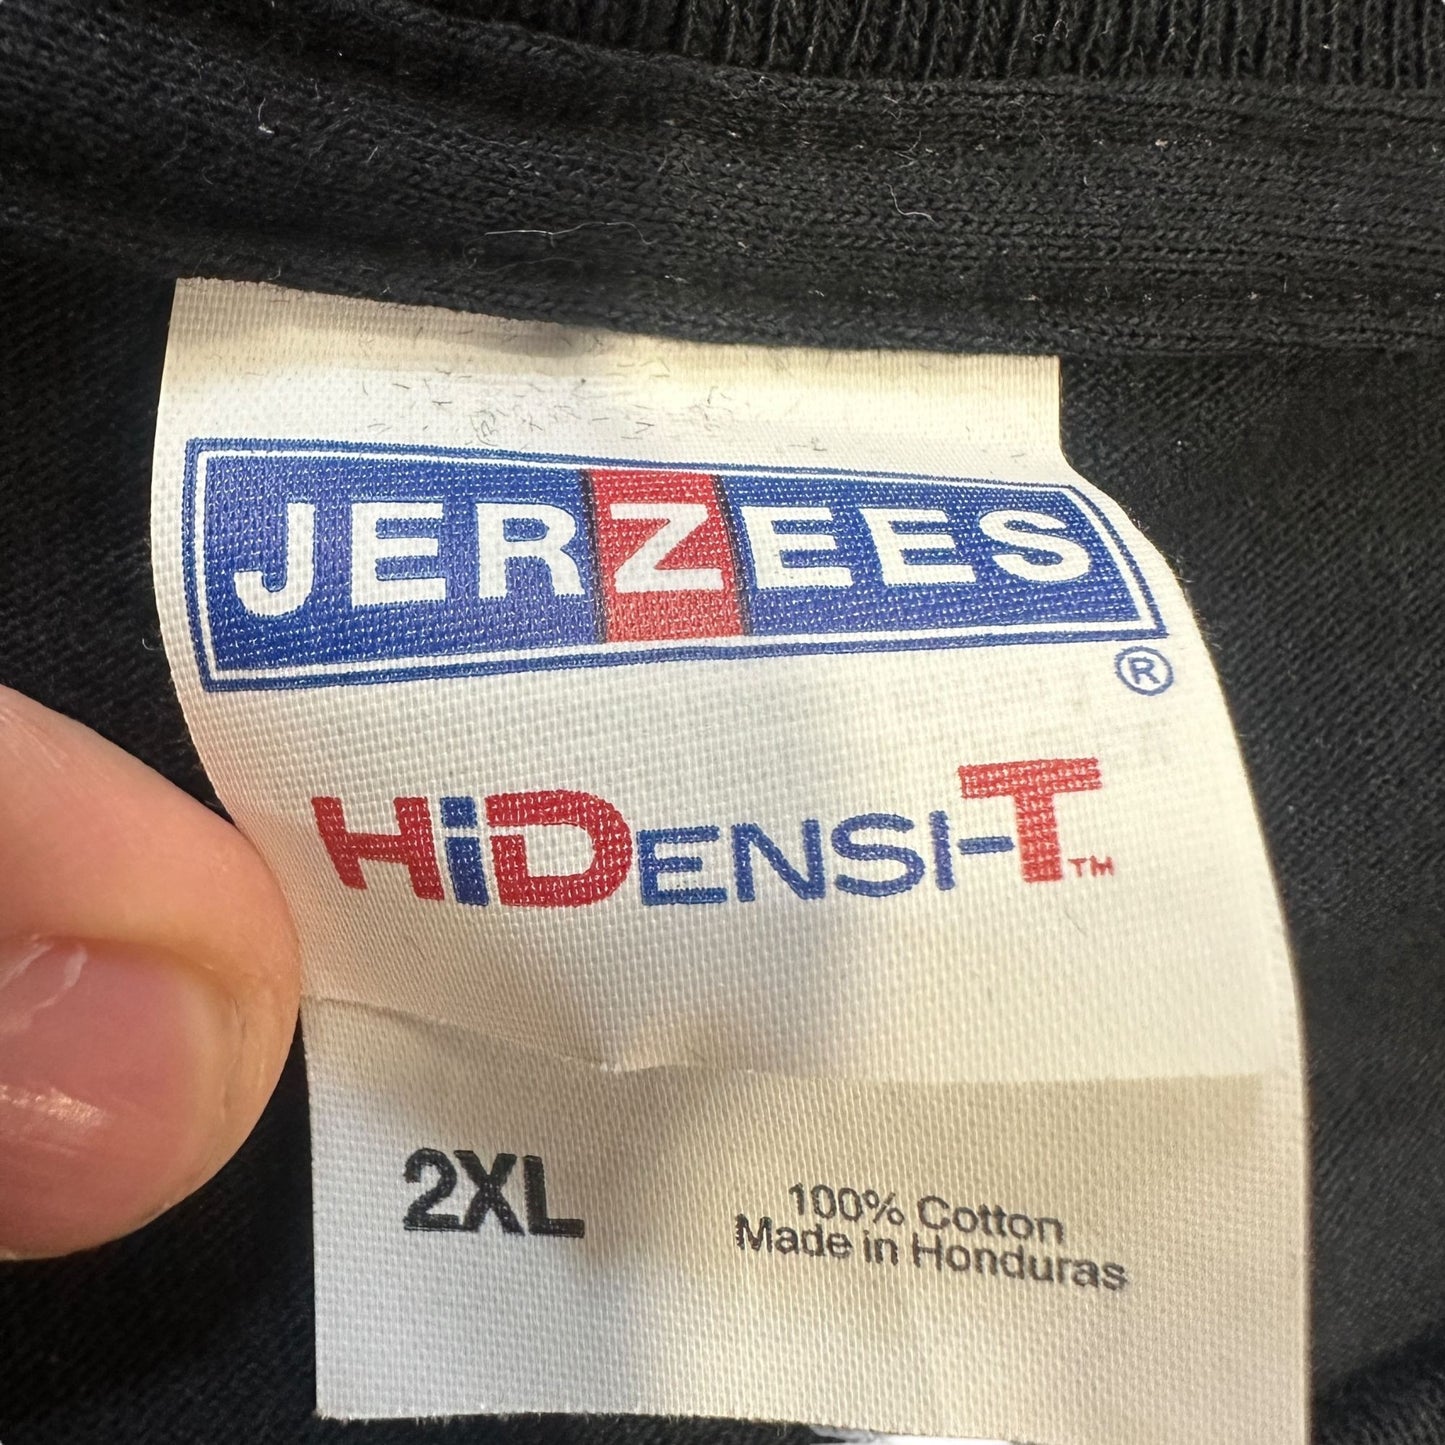 JERZEES®
HiDENSI-T™
2XL
100% Cotton
Made in Honduras